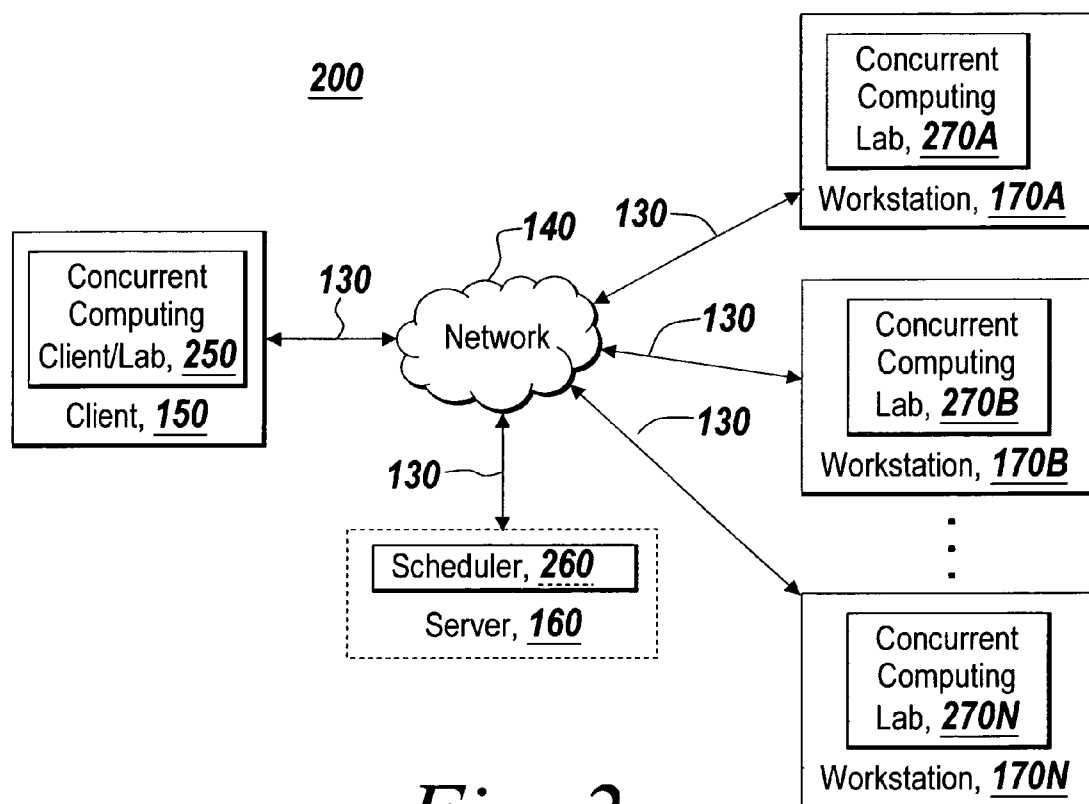 200
Concurrent
Computing
Lab, 270A
Workstation, 170A
130
140
Concurrent
Computing
Client/Lab, 250
Client, 150
130
Network
130
Concurrent
Computing
Lab, 270B
Workstation, 170B
130
130
Scheduler, 260
Server, 160
Concurrent
Computing
Lab, 270N
Workstation, 170N